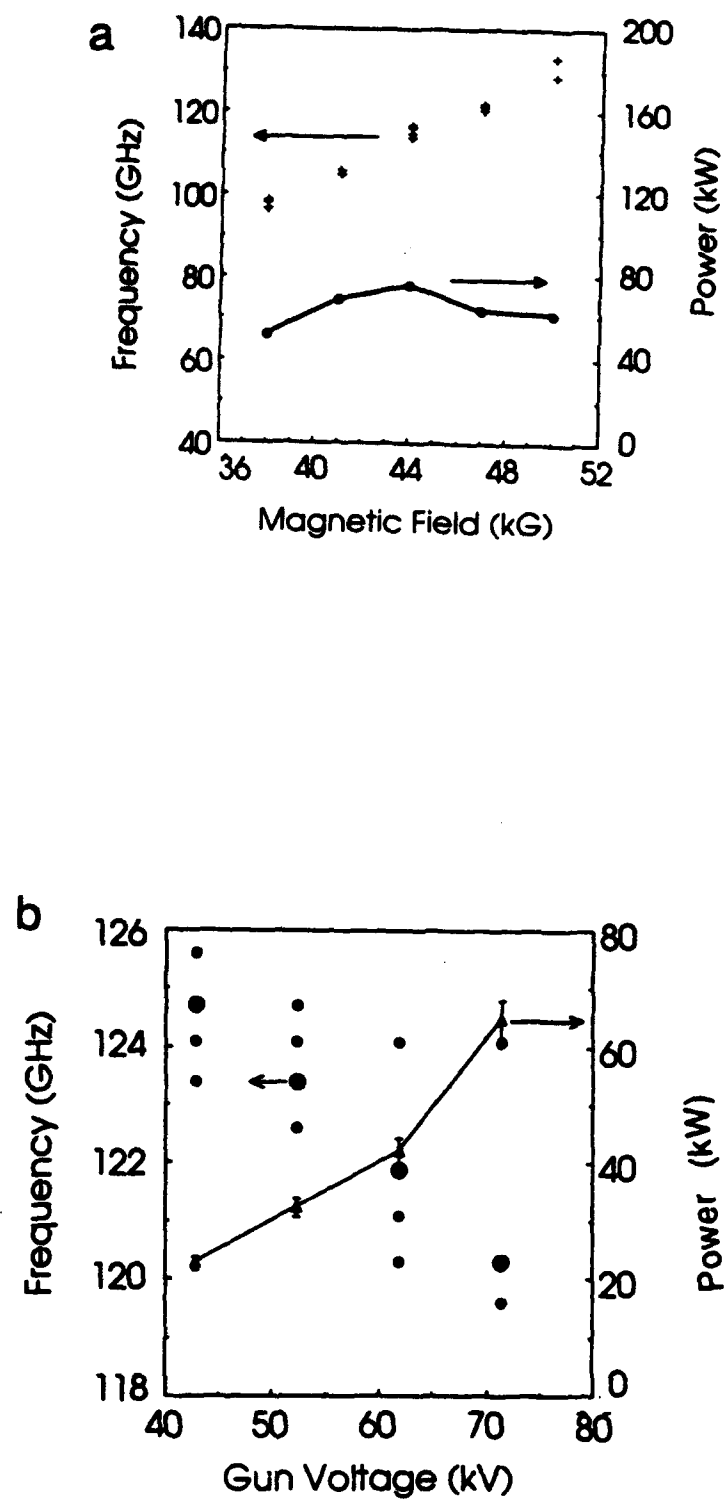 a
140
120
100
80
60
40
Frequency (GHz)
200
160
120
80
40
0
Power (kW)
36 40 44 48 52
Magnetic Field (kG)
b
126
124
122
120
118
Frequency (GHz)
80
60
40
20
0
Power (kW)
40 50 60 70 80
Gun Voltage (kV)